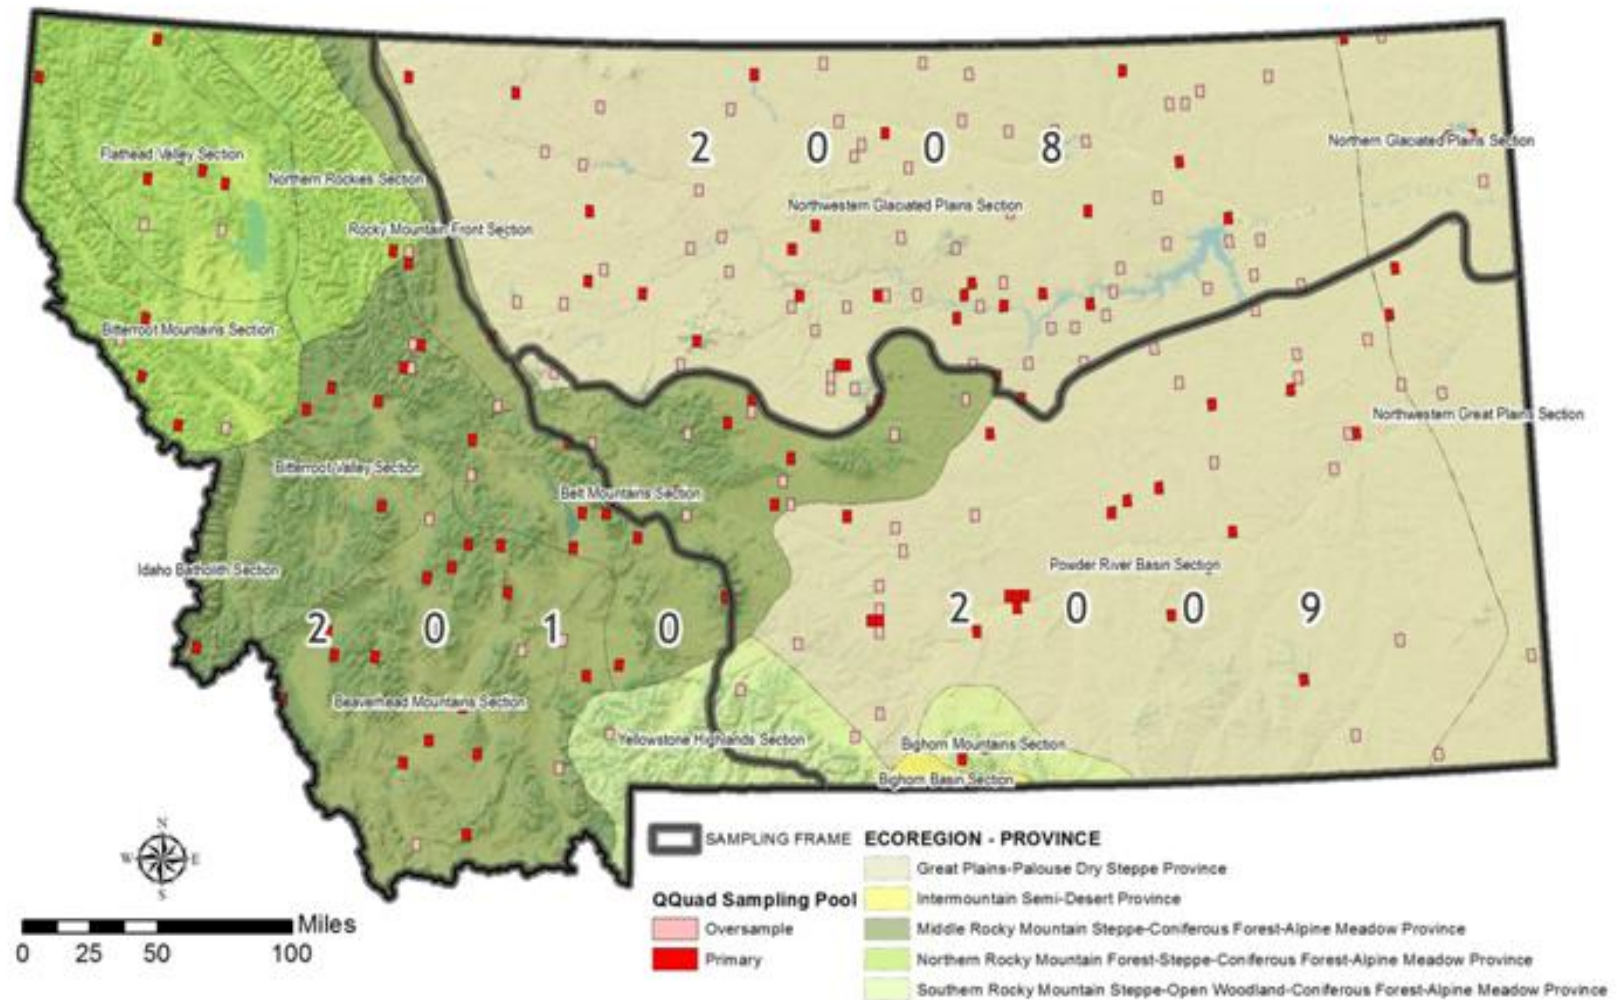 2 0 0 8
Northern Glaciated Plains Section
Flathead Valley Section
Northern Rockies Section
Northwestern Glaciated Plains Section
Rocky Mountain Front Section
Bitterroot Mountains Section
Northwestern Great Plains Section
Bitterroot Valley Section
Belt Mountains Section
Idaho Batholith Section
Powder River Basin Section
2 0 1 0
2 0 0 9
Beaverhead Mountains Section
Yellowstone Highlands Section
Bighorn Mountains Section
Bighorn Basin Section
N
W E
S
Miles
0 25 50 100
SAMPLING FRAME
QQuad Sampling Pool
Oversample
Primary
ECOREGION - PROVINCE
Great Plains-Palouse Dry Steppe Province
Intermountain Semi-Desert Province
Middle Rocky Mountain Steppe-Coniferous Forest-Alpine Meadow Province
Northern Rocky Mountain Forest-Steppe-Coniferous Forest-Alpine Meadow Province
Southern Rocky Mountain Steppe-Open Woodland-Coniferous Forest-Alpine Meadow Province